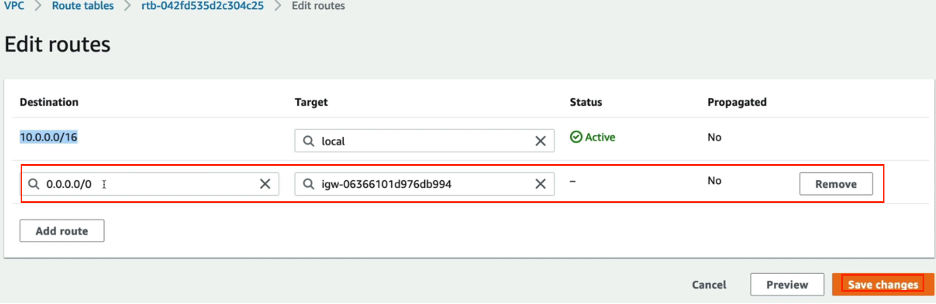 VPC > Route tables > rtb-042fd535d2c304c25 > Edit routes
Edit routes
Destination Target Status Propagated
10.0.0.0/16 local Active No
0.0.0.0/0 igw-06366101d976db994 – No Remove
Add route
Cancel Preview Save changes